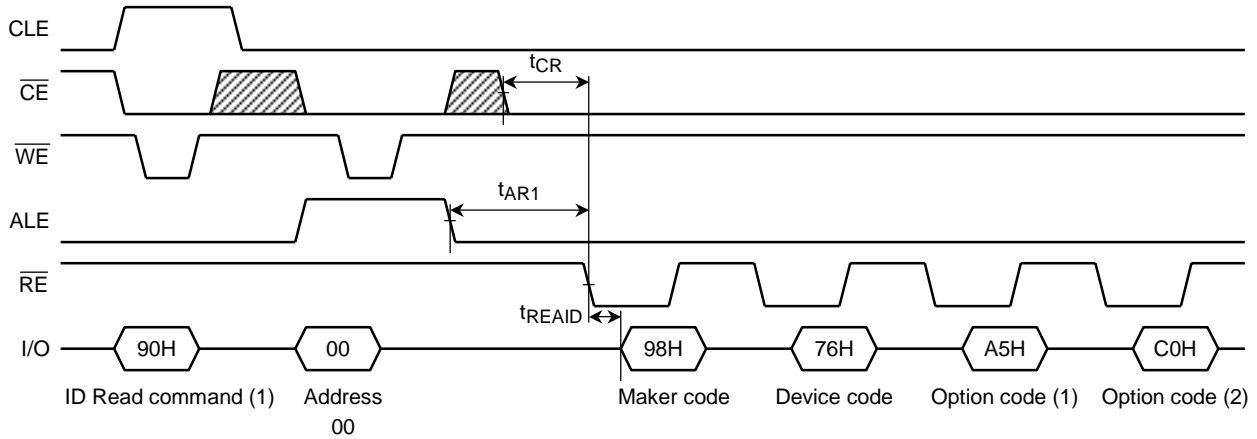 CLE
CE
tCR
WE
ALE
tAR1
RE
tREAID
I/O 90H 00 98H 76H A5H C0H
ID Read command (1) Address Maker code Device code Option code (1) Option code (2)
00